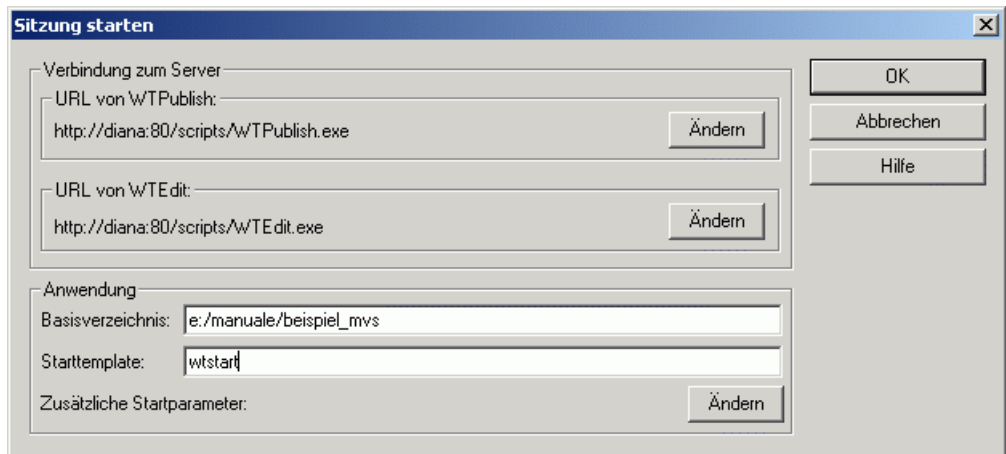 Sitzung starten
Verbindung zum Server
URL von WTPublish:
http://diana:80/scripts/WTPublish.exe
Ändern
URL von WTEdit:
http://diana:80/scripts/WTEdit.exe
Ändern
Anwendung
Basisverzeichnis: e:/manuale/beispiel_mvs
Starttemplate: wtstart
Zusätzliche Startparameter: Ändern
OK
Abbrechen
Hilfe